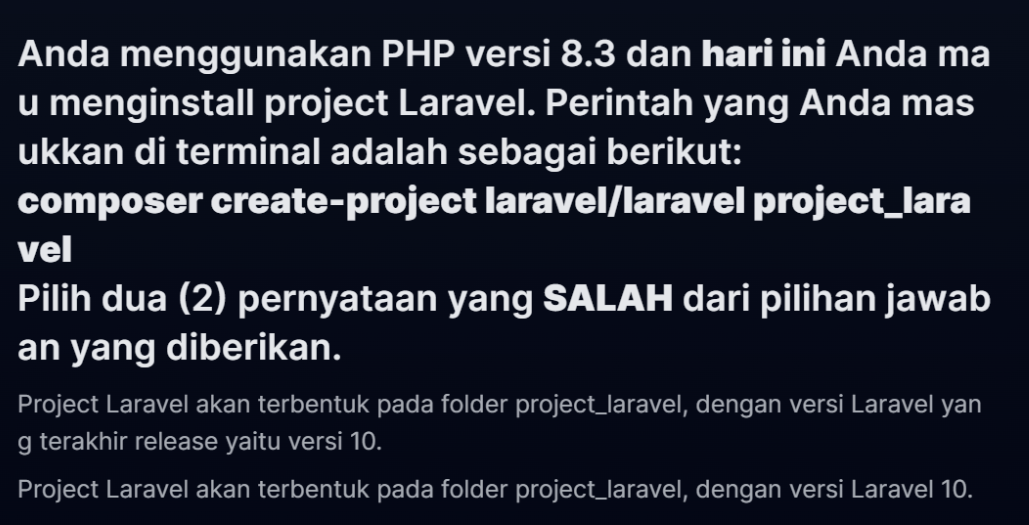 Anda menggunakan PHP versi 8.3 dan hari ini Anda ma
u menginstall project Laravel. Perintah yang Anda mas
ukkan di terminal adalah sebagai berikut:
composer create-project laravel/laravel project_lara
vel
Pilih dua (2) pernyataan yang SALAH dari pilihan jawab
an yang diberikan.
Project Laravel akan terbentuk pada folder project_laravel, dengan versi Laravel yan
g terakhir release yaitu versi 10.
Project Laravel akan terbentuk pada folder project_laravel, dengan versi Laravel 10.